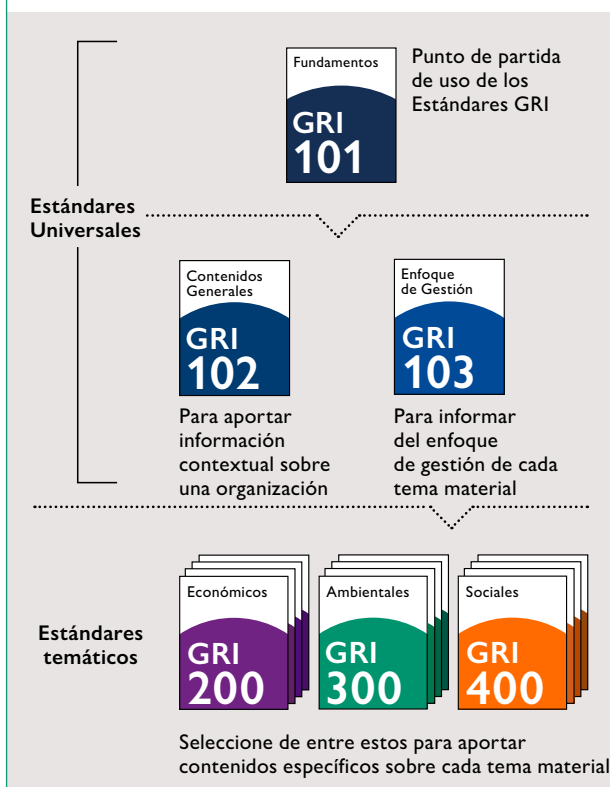 Fundamentos
GRI
101
Punto de partida
de uso de los
Estándares GRI
Estándares
Universales
Contenidos
Generales
GRI
102
Para aportar
información
contextual sobre
una organización
Enfoque
de Gestión
GRI
103
Para informar
del enfoque
de gestión de cada
tema material
Estándares
temáticos
Económicos
GRI
200
Ambientales
GRI
300
Sociales
GRI
400
Seleccione de entre estos para aportar
contenidos específicos sobre cada tema material